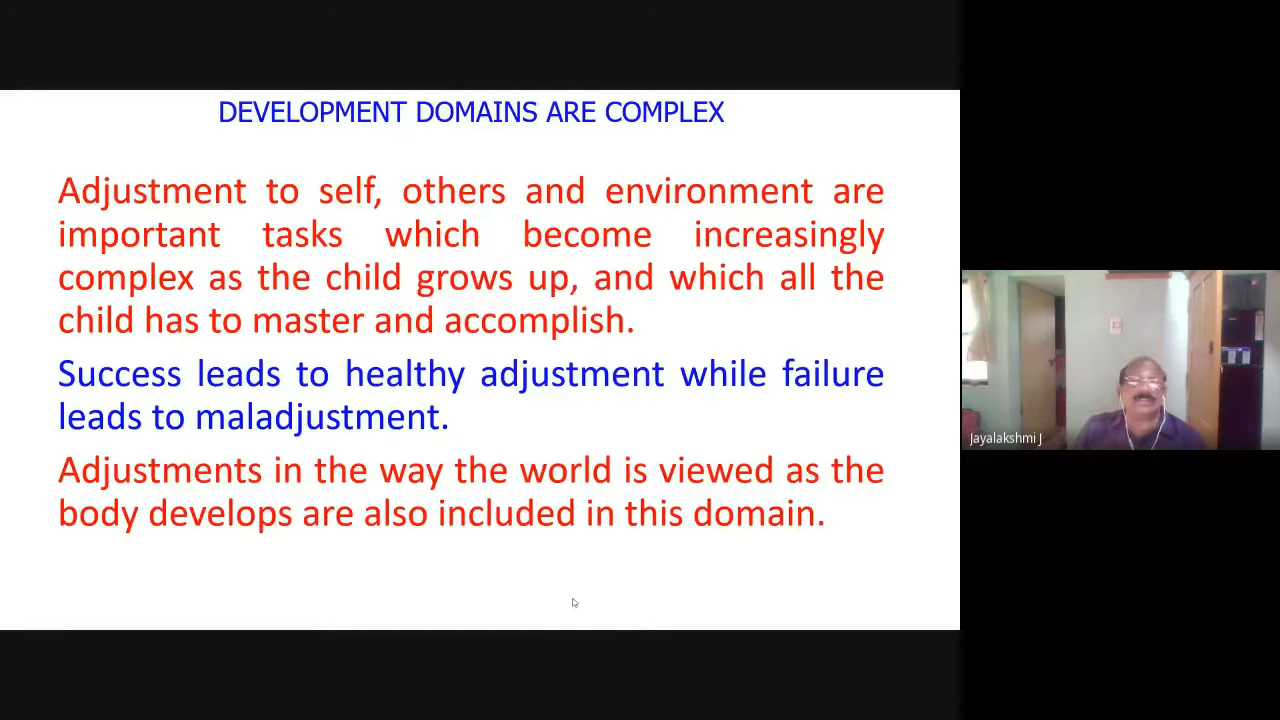 DEVELOPMENT DOMAINS ARE COMPLEX
Adjustment to self, others and environment are
important tasks which become increasingly
complex as the child grows up, and which all the
child has to master and accomplish.
Success leads to healthy adjustment while failure
leads to maladjustment.
Adjustments in the way the world is viewed as the
body develops are also included in this domain.
Jayalakshmi J